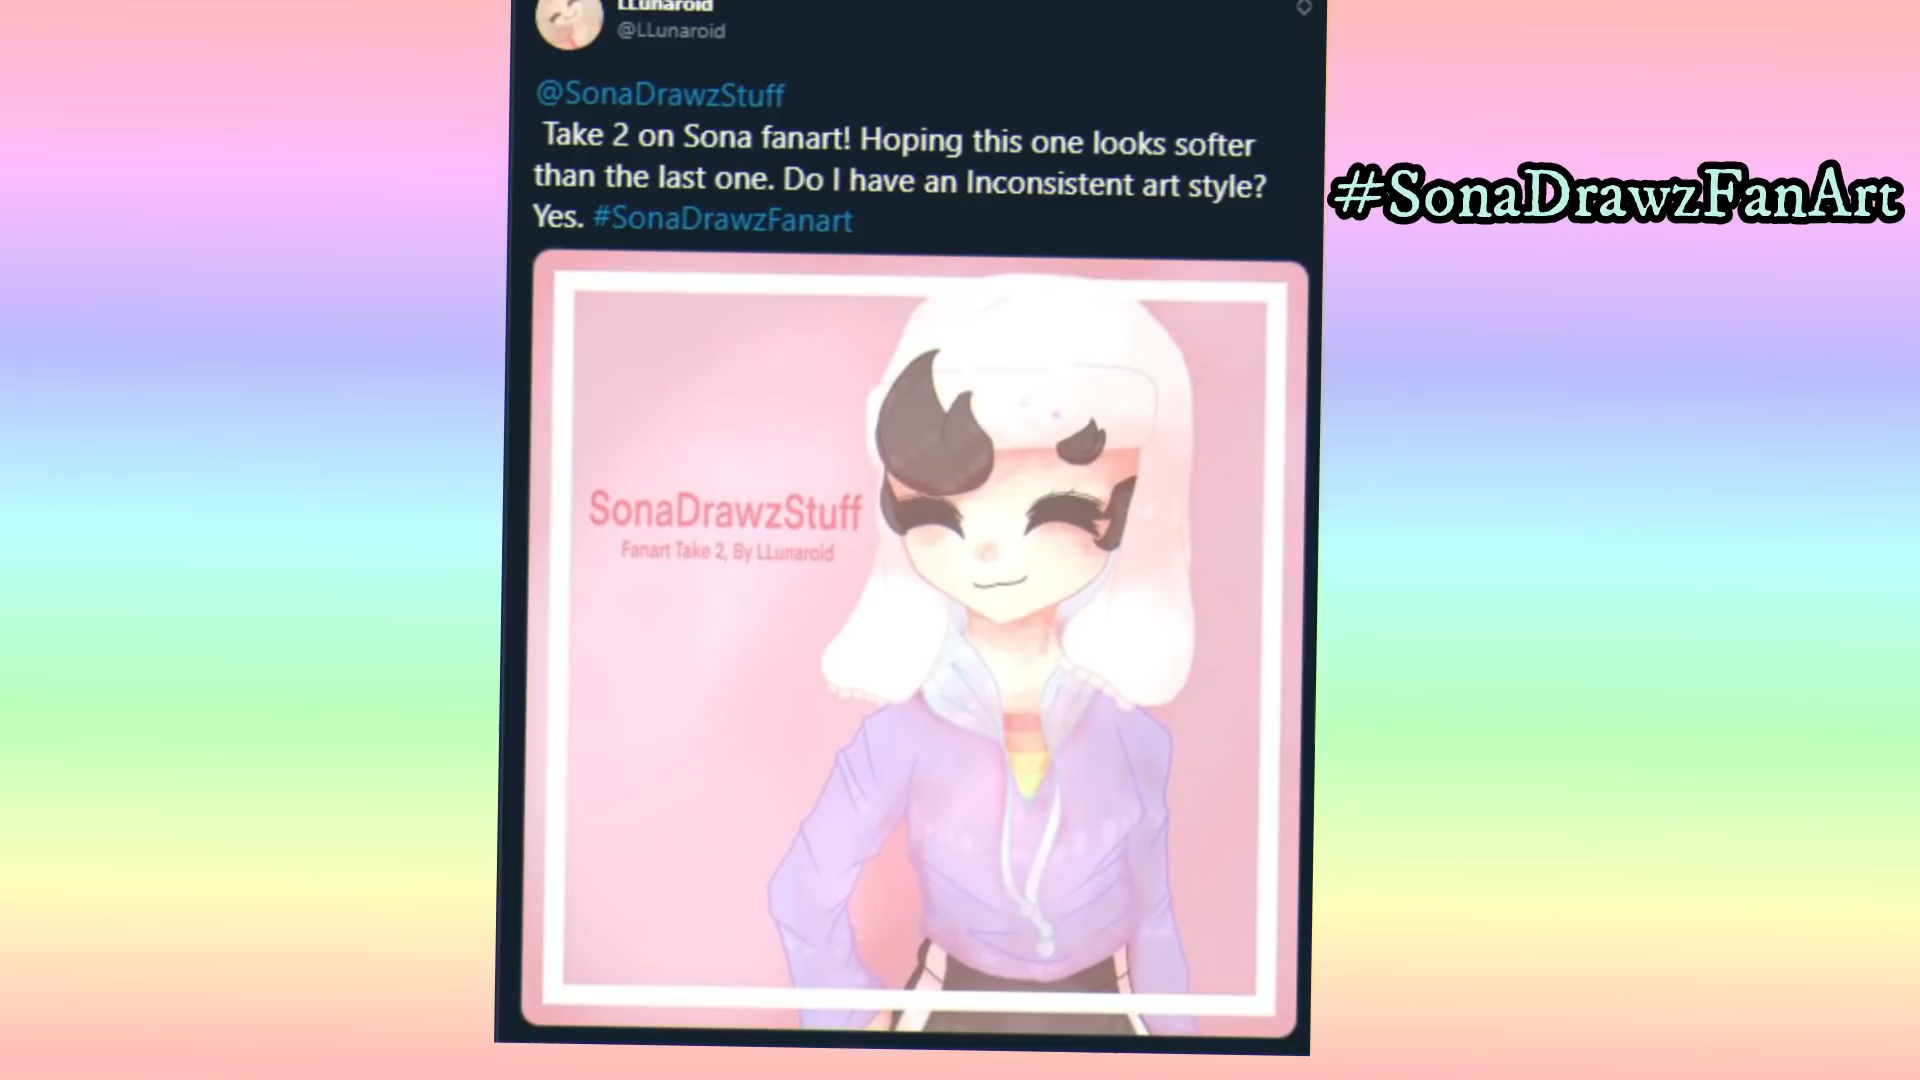 LLunaroid
@LLunaroid
@SonaDrawzStuff
Take 2 on Sona fanart! Hoping this one looks softer
than the last one. Do I have an Inconsistent art style?
Yes. #SonaDrawzFanart
#SonaDrawzFanArt
SonaDrawzStuff
Fanart Take 2, By LLunaroid